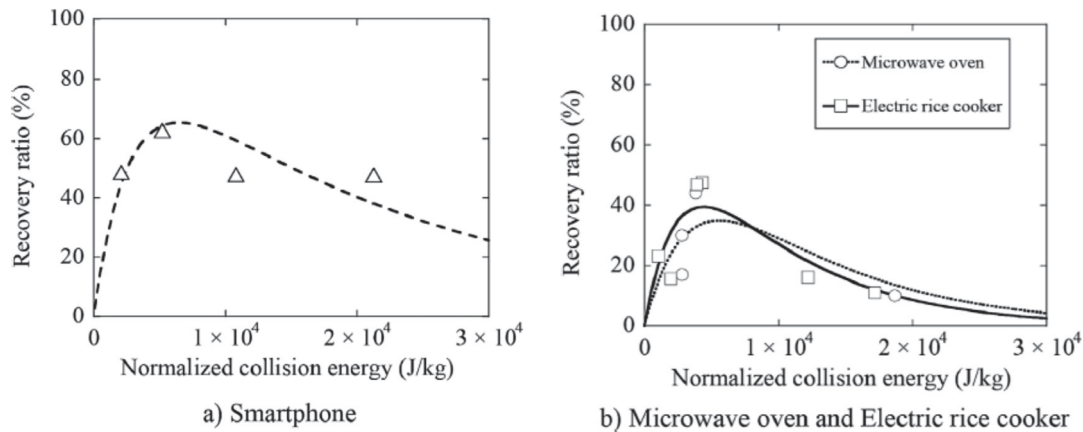 100
80
60
40
20
0
Recovery ratio (%)
0
1 × 10⁴
2 × 10⁴
3 × 10⁴
Normalized collision energy (J/kg)
a) Smartphone
100
80
60
40
20
0
Recovery ratio (%)
Microwave oven
Electric rice cooker
0
1 × 10⁴
2 × 10⁴
3 × 10⁴
Normalized collision energy (J/kg)
b) Microwave oven and Electric rice cooker